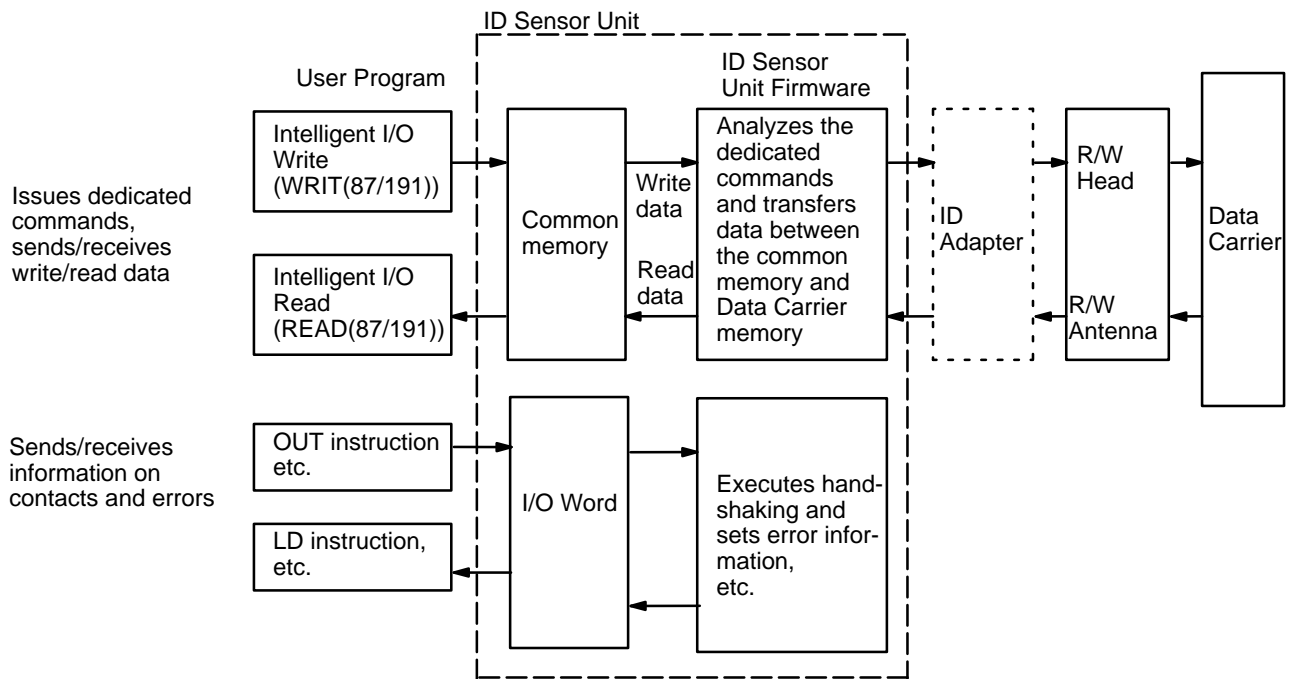 ID Sensor Unit
User Program
ID Sensor
Unit Firmware
Issues dedicated
commands,
sends/receives
write/read data
Intelligent I/O
Write
(WRIT(87/191))
Intelligent I/O
Read
(READ(87/191))
Common
memory
Write
data
Read
data
Analyzes the
dedicated
commands
and transfers
data between
the common
memory and
Data Carrier
memory
ID
Adapter
R/W
Head
R/W
Antenna
Data
Carrier
Sends/receives
information on
contacts and errors
OUT instruction
etc.
LD instruction,
etc.
I/O Word
Executes hand-
shaking and
sets error infor-
mation,
etc.